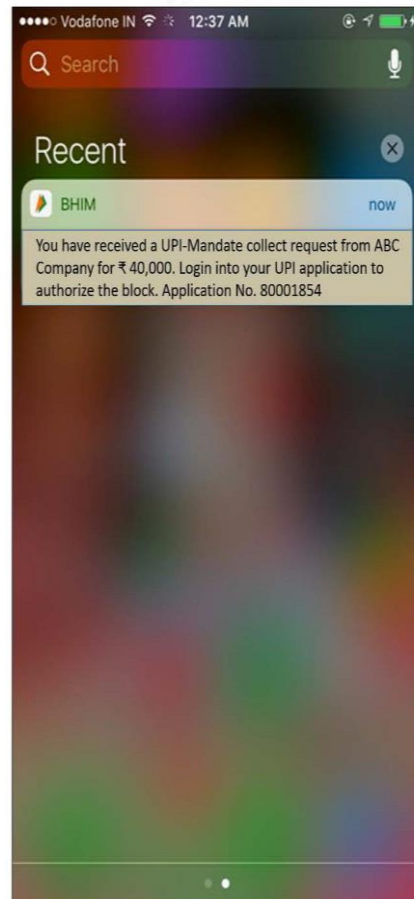 Vodafone IN 12:37 AM
Search
Recent
BHIM now
You have received a UPI-Mandate collect request from ABC
Company for ₹ 40,000. Login into your UPI application to
authorize the block. Application No. 80001854